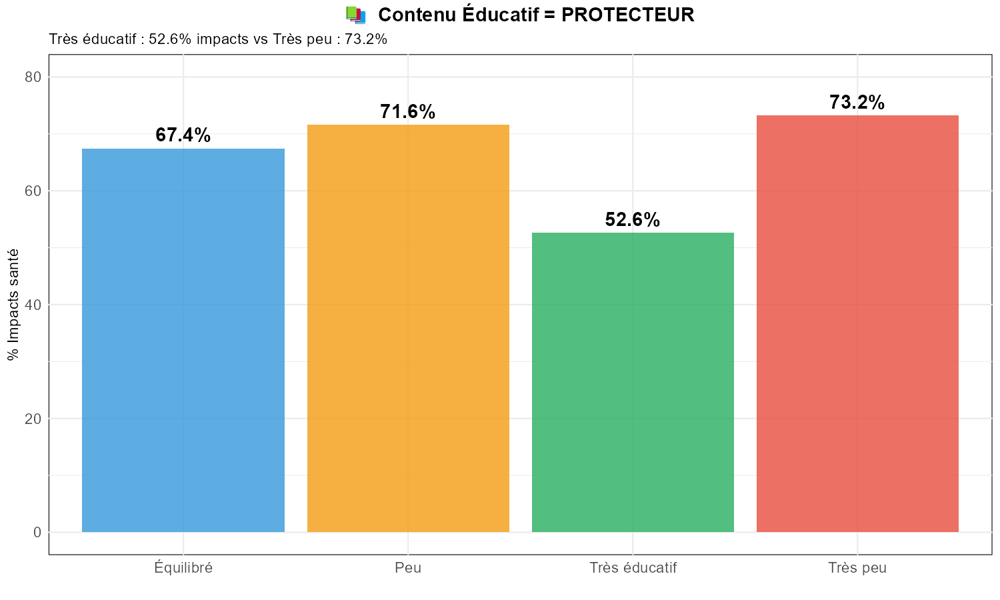 Contenu Éducatif = PROTECTEUR
Très éducatif : 52.6% impacts vs Très peu : 73.2%
% Impacts santé
80
60
40
20
0
67.4%
71.6%
52.6%
73.2%
Équilibré
Peu
Très éducatif
Très peu